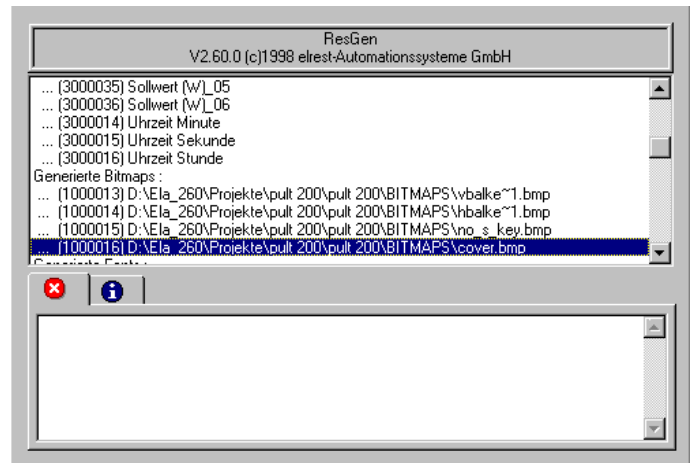 ResGen
V2.60.0 (c)1998 elrest-Automationssysteme GmbH
... (3000035) Sollwert (W)_05
... (3000036) Sollwert (W)_06
... (3000014) Uhrzeit Minute
... (3000015) Uhrzeit Sekunde
... (3000016) Uhrzeit Stunde
Generierte Bitmaps :
... (1000013) D:\Ela_260\Projekte\pult 200\pult 200\BITMAPS\vbalke~1.bmp
... (1000014) D:\Ela_260\Projekte\pult 200\pult 200\BITMAPS\hbalke~1.bmp
... (1000015) D:\Ela_260\Projekte\pult 200\pult 200\BITMAPS\no_s_key.bmp
... (1000016) D:\Ela_260\Projekte\pult 200\pult 200\BITMAPS\cover.bmp
Generierte Fonts :